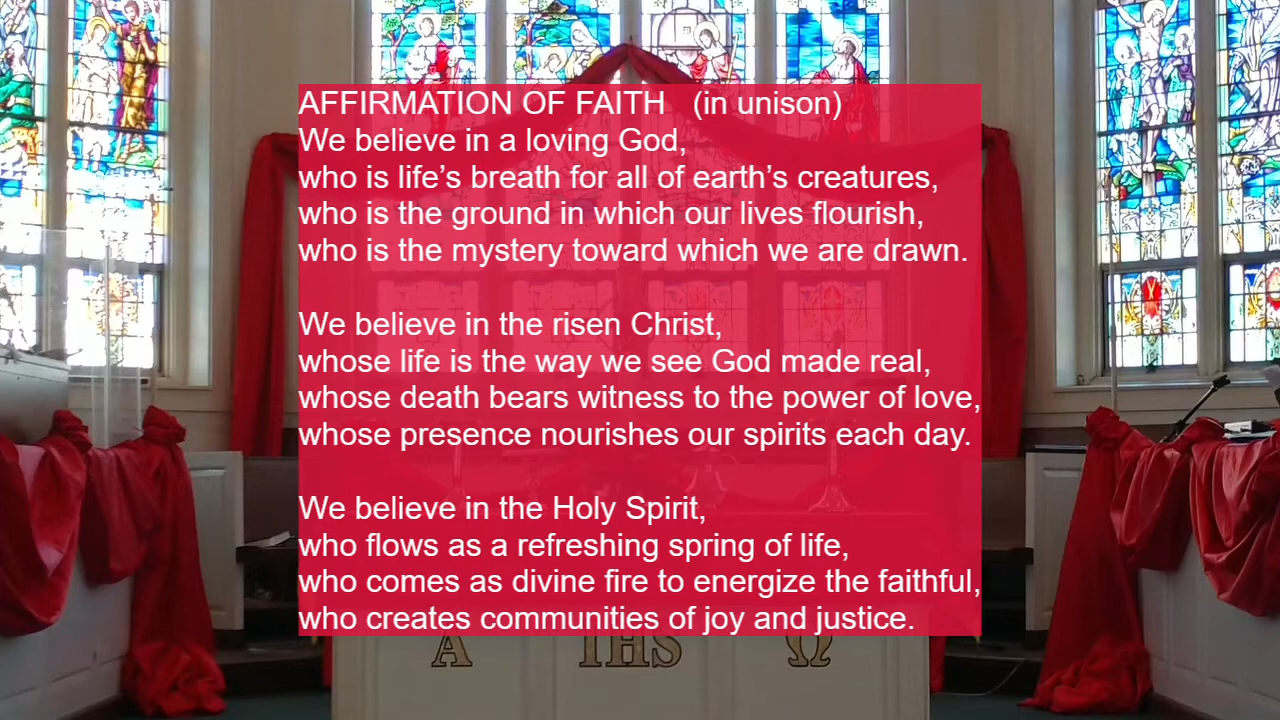 AFFIRMATION OF FAITH (in unison)
We believe in a loving God,
who is life’s breath for all of earth’s creatures,
who is the ground in which our lives flourish,
who is the mystery toward which we are drawn.
We believe in the risen Christ,
whose life is the way we see God made real,
whose death bears witness to the power of love,
whose presence nourishes our spirits each day.
We believe in the Holy Spirit,
who flows as a refreshing spring of life,
who comes as divine fire to energize the faithful,
who creates communities of joy and justice.
Α IHS Ω